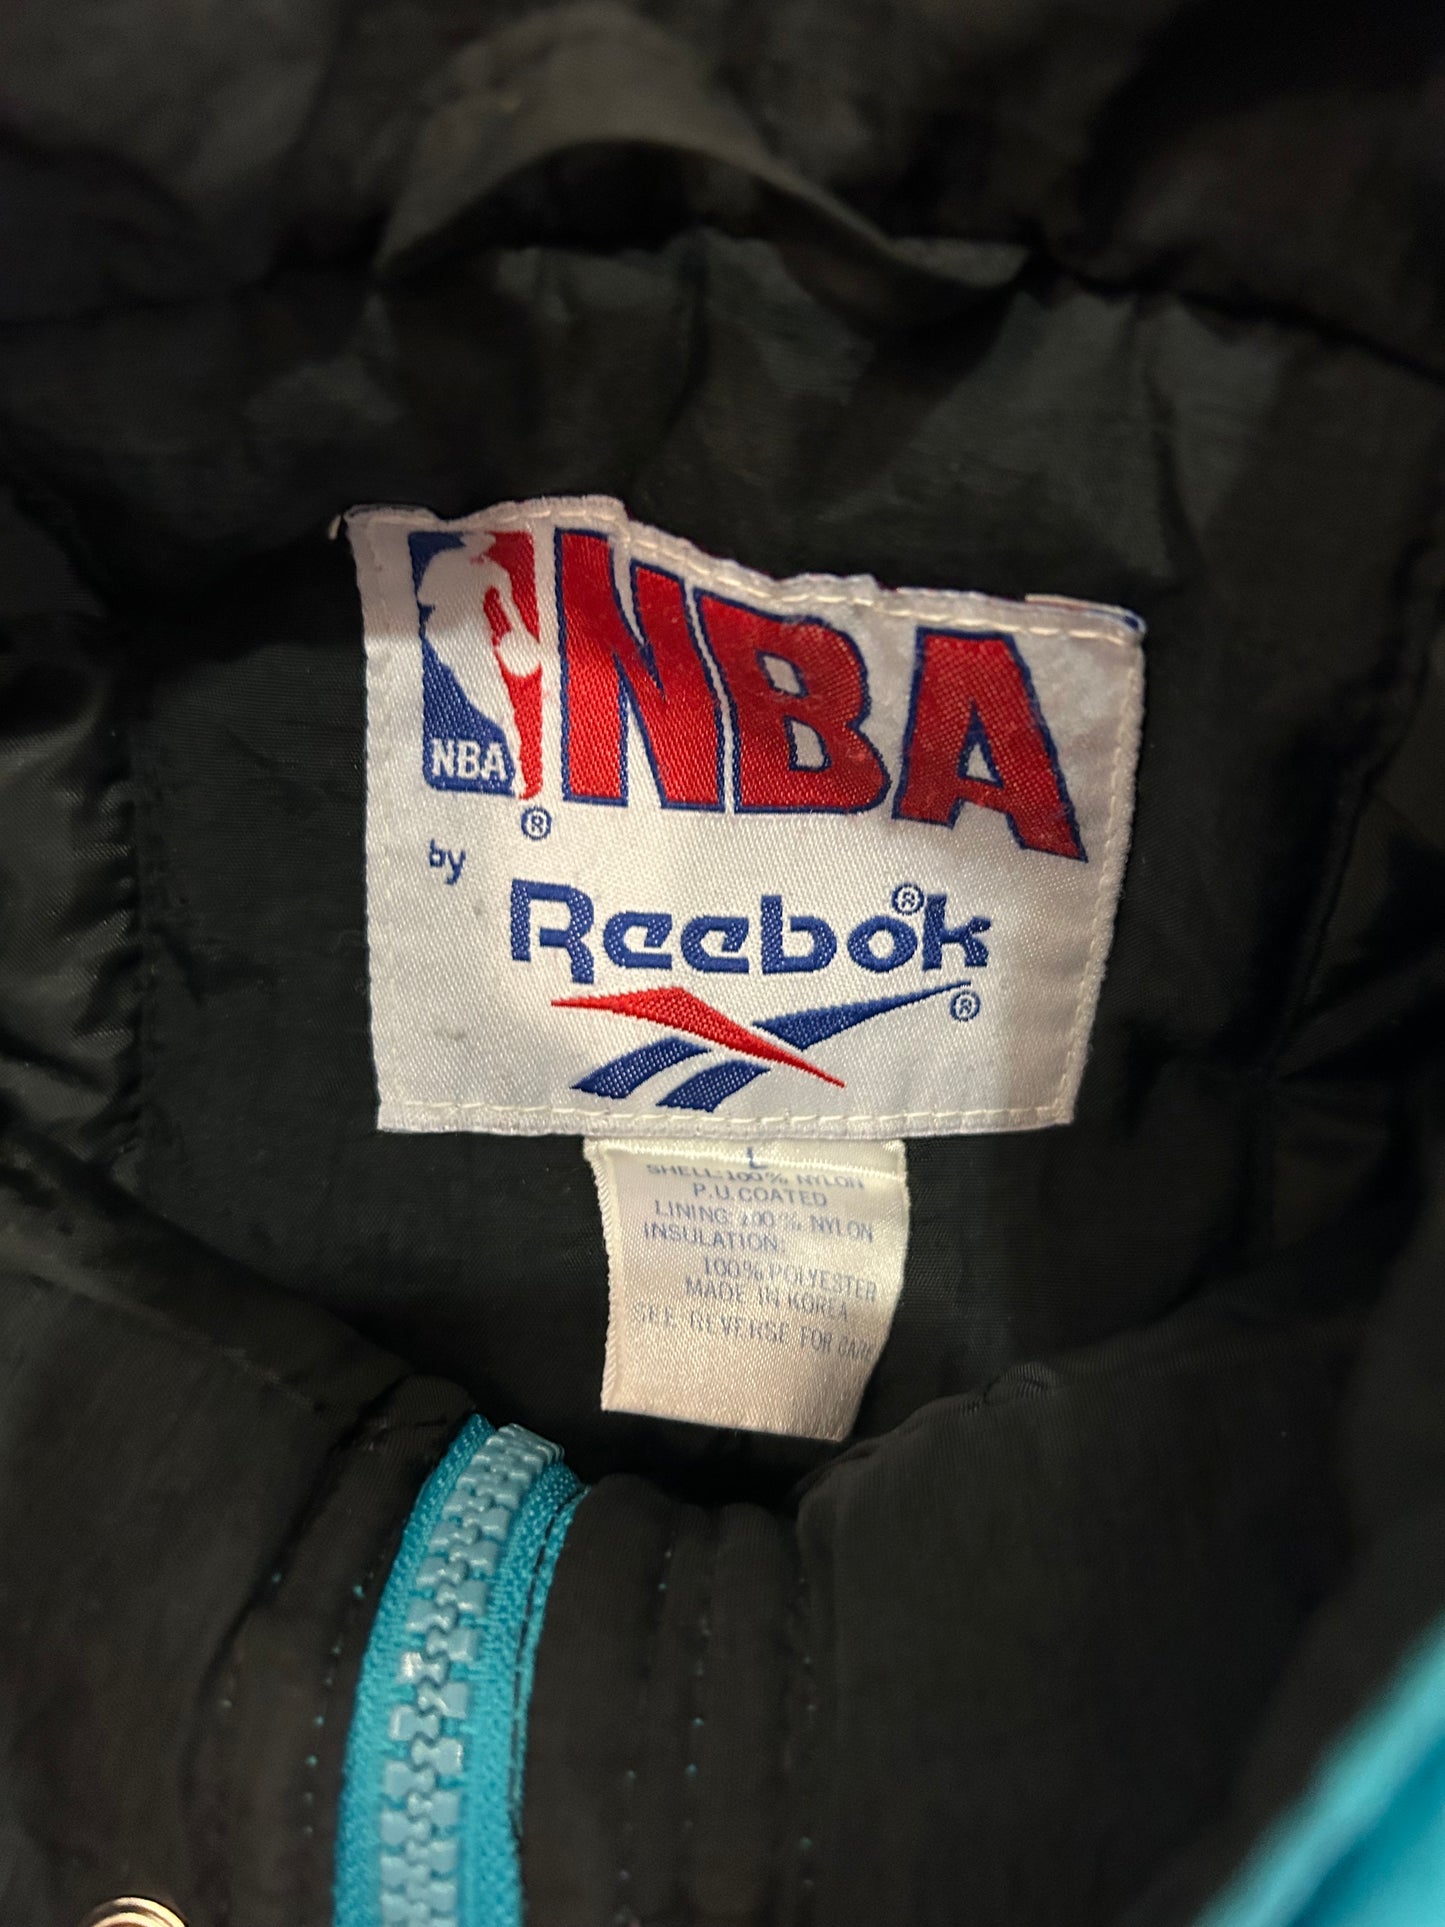 NBA
NBA
®
by
Reebok®
®
L
SHELL:100% NYLON
P.U.COATED
LINING:100% NYLON
INSULATION:
100% POLYESTER
MADE IN KOREA
SEE REVERSE FOR CARE